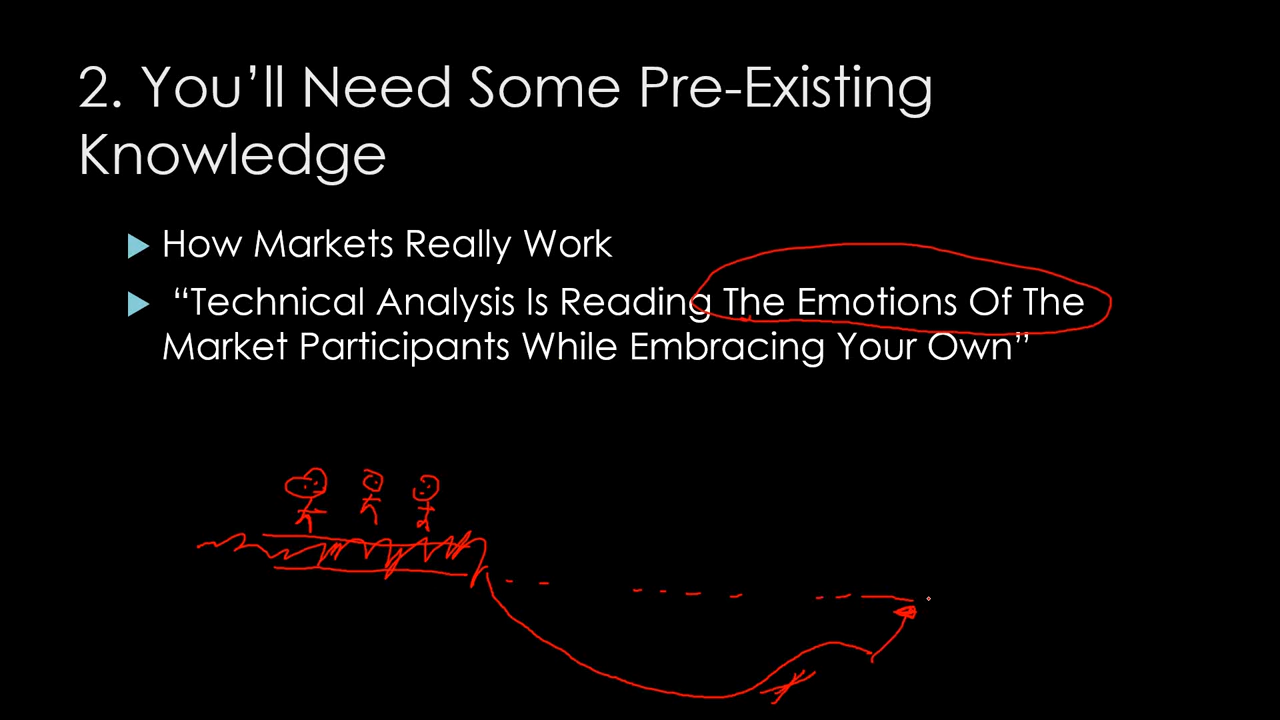 2. You’ll Need Some Pre-Existing
Knowledge
How Markets Really Work
“Technical Analysis Is Reading The Emotions Of The
Market Participants While Embracing Your Own”